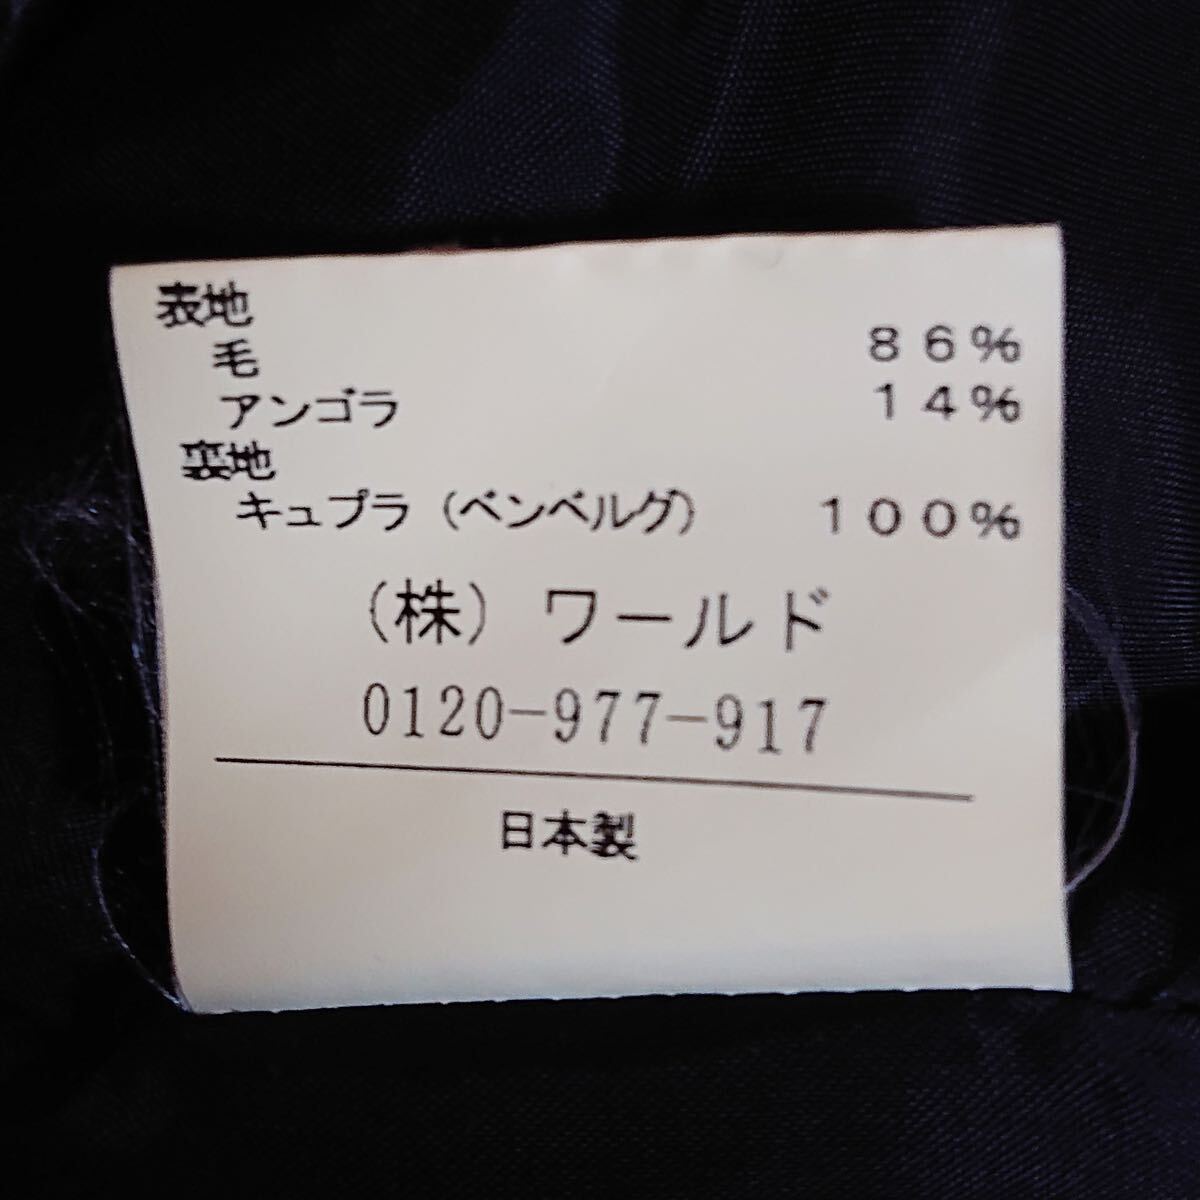 表地
毛 86%
アンゴラ 14%
裏地
キュプラ (ベンベルグ) 100%
(株) ワールド
0120-977-917
日本製